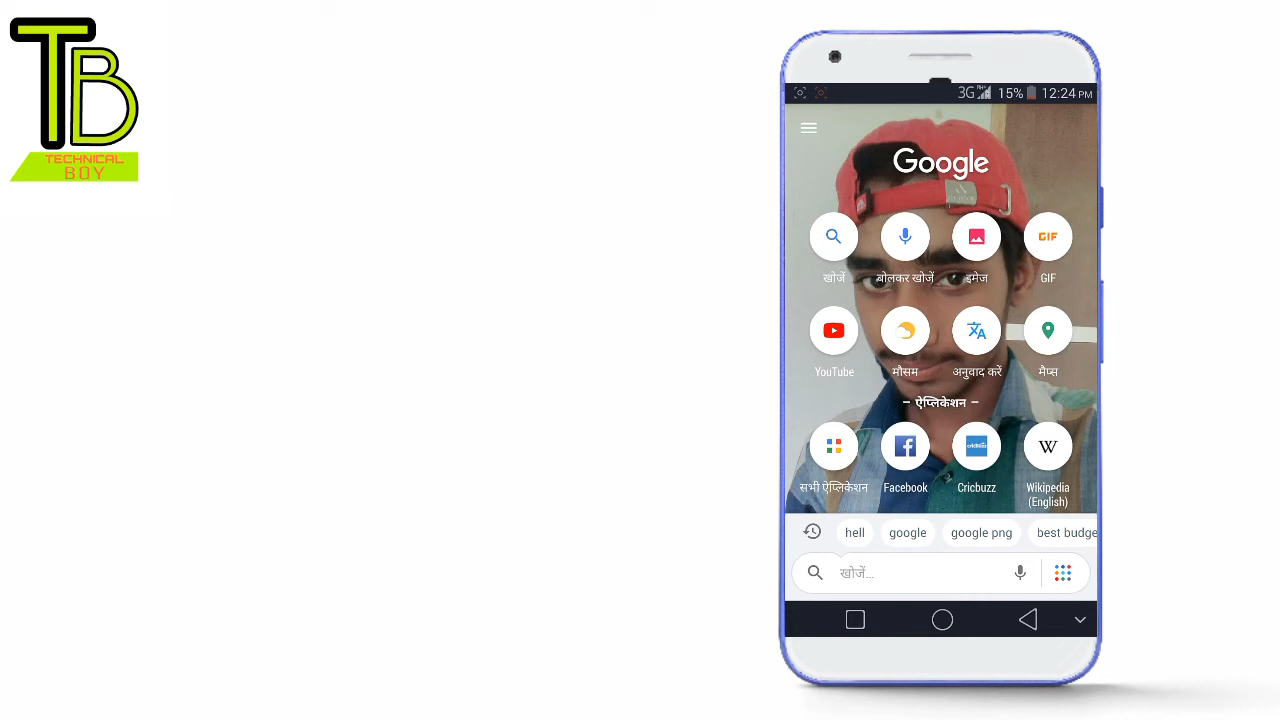 TB
TECHNICAL
BOY
3G 15% 12:24 PM
Google
GIF
खोजें बोलकर खोजें इमेज GIF
YouTube मौसम अनुवाद करें मैप्स
– ऐप्लिकेशन –
W
सभी ऐप्लिकेशन Facebook Cricbuzz Wikipedia
(English)
hell google google png best budge
खोजें...